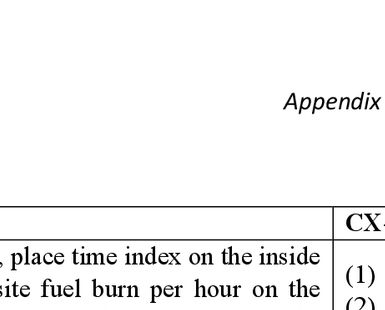 Appendix
CX-
, place time index on the inside
(1)
site fuel burn per hour on the
(2)